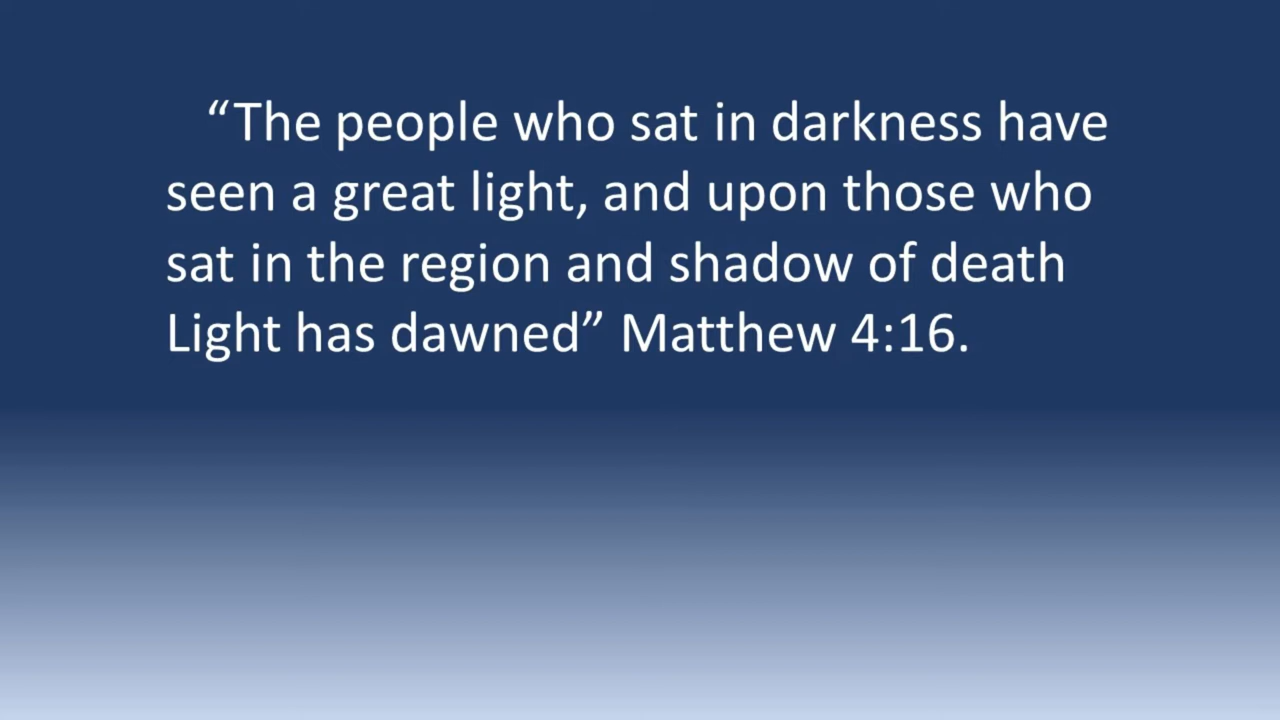 “The people who sat in darkness have
seen a great light, and upon those who
sat in the region and shadow of death
Light has dawned” Matthew 4:16.